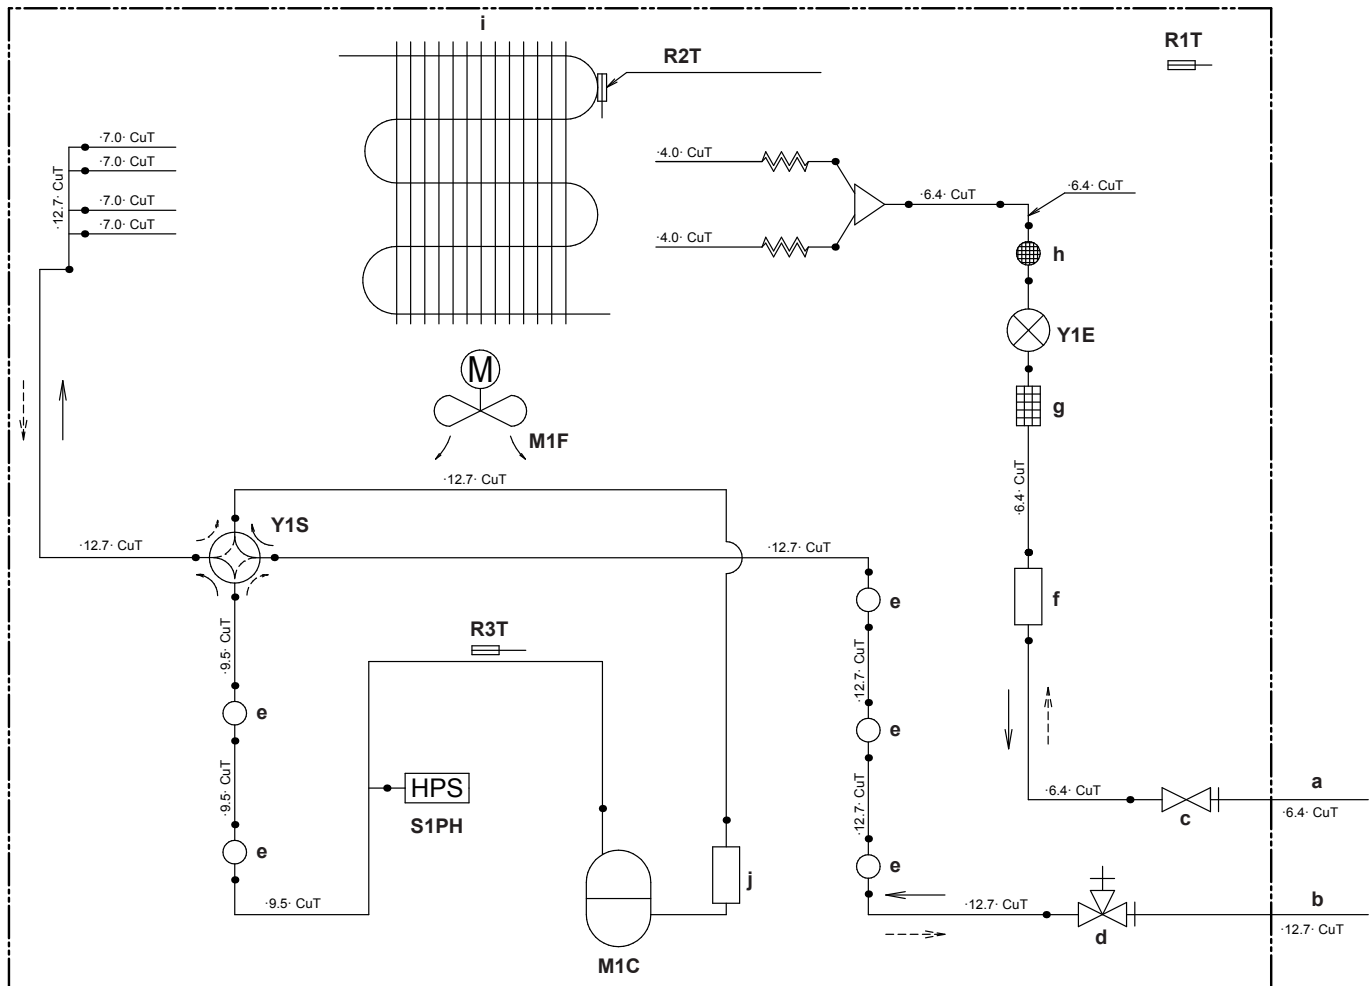 i
R1T
R2T
·7.0· CuT
·7.0· CuT
·7.0· CuT
·7.0· CuT
·12.7· CuT
·4.0· CuT
·4.0· CuT
·6.4· CuT
·6.4· CuT
h
Y1E
g
M
M1F
·6.4· CuT
·12.7· CuT
Y1S
·12.7· CuT
·12.7· CuT
e
f
·9.5· CuT
R3T
·12.7· CuT
e
e
·9.5· CuT
HPS
S1PH
·12.7· CuT
·6.4· CuT
a
·6.4· CuT
c
e
e
j
·9.5· CuT
·12.7· CuT
b
·12.7· CuT
d
M1C